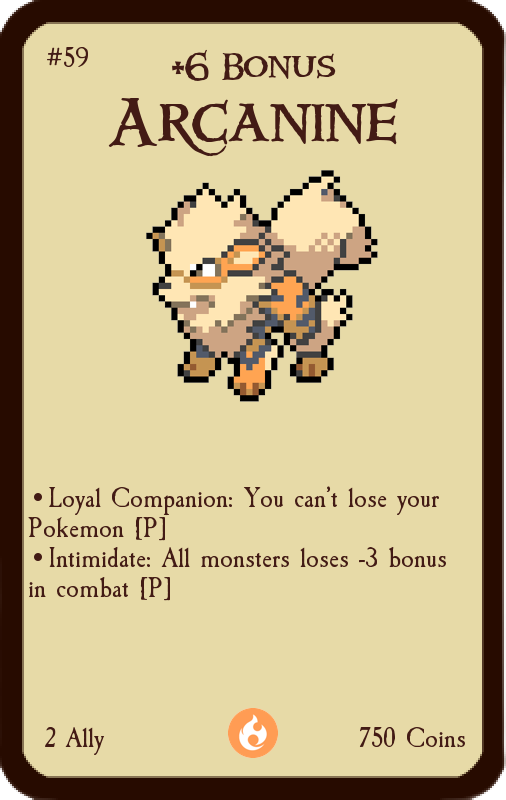 #59
+6 Bonus
Arcanine
•Loyal Companion: You can't lose your
Pokemon {P]
•Intimidate: All monsters loses -3 bonus
in combat {P]
2 Ally
750 Coins